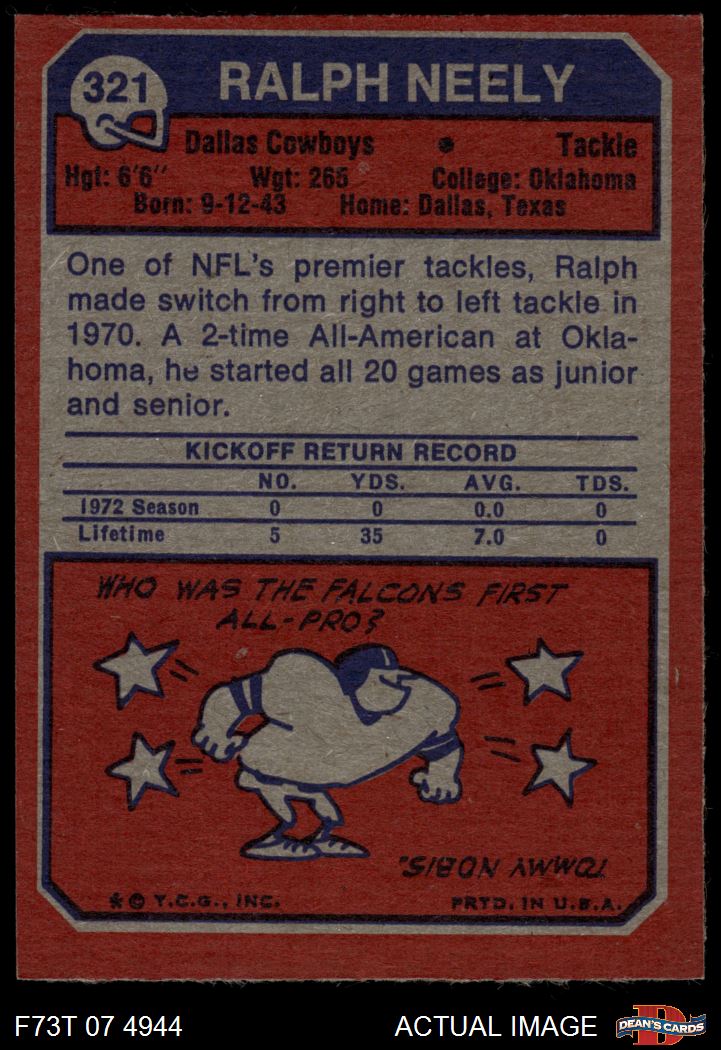 321
RALPH NEELY
Dallas Cowboys • Tackle
Hgt: 6'6" Wgt: 265 College: Oklahoma
Born: 9-12-43 Home: Dallas, Texas
One of NFL's premier tackles, Ralph
made switch from right to left tackle in
1970. A 2-time All-American at Okla-
homa, he started all 20 games as junior
and senior.
KICKOFF RETURN RECORD
NO. YDS. AVG. TDS.
1972 Season 0 0 0.0 0
Lifetime 5 35 7.0 0
WHO WAS THE FALCONS FIRST
ALL-PRO?
TOMMY NOBIS.
* © T.C.G., INC. PRTD. IN U.S.A.
F73T 07 4944 ACTUAL IMAGE D DEAN'S CARDS